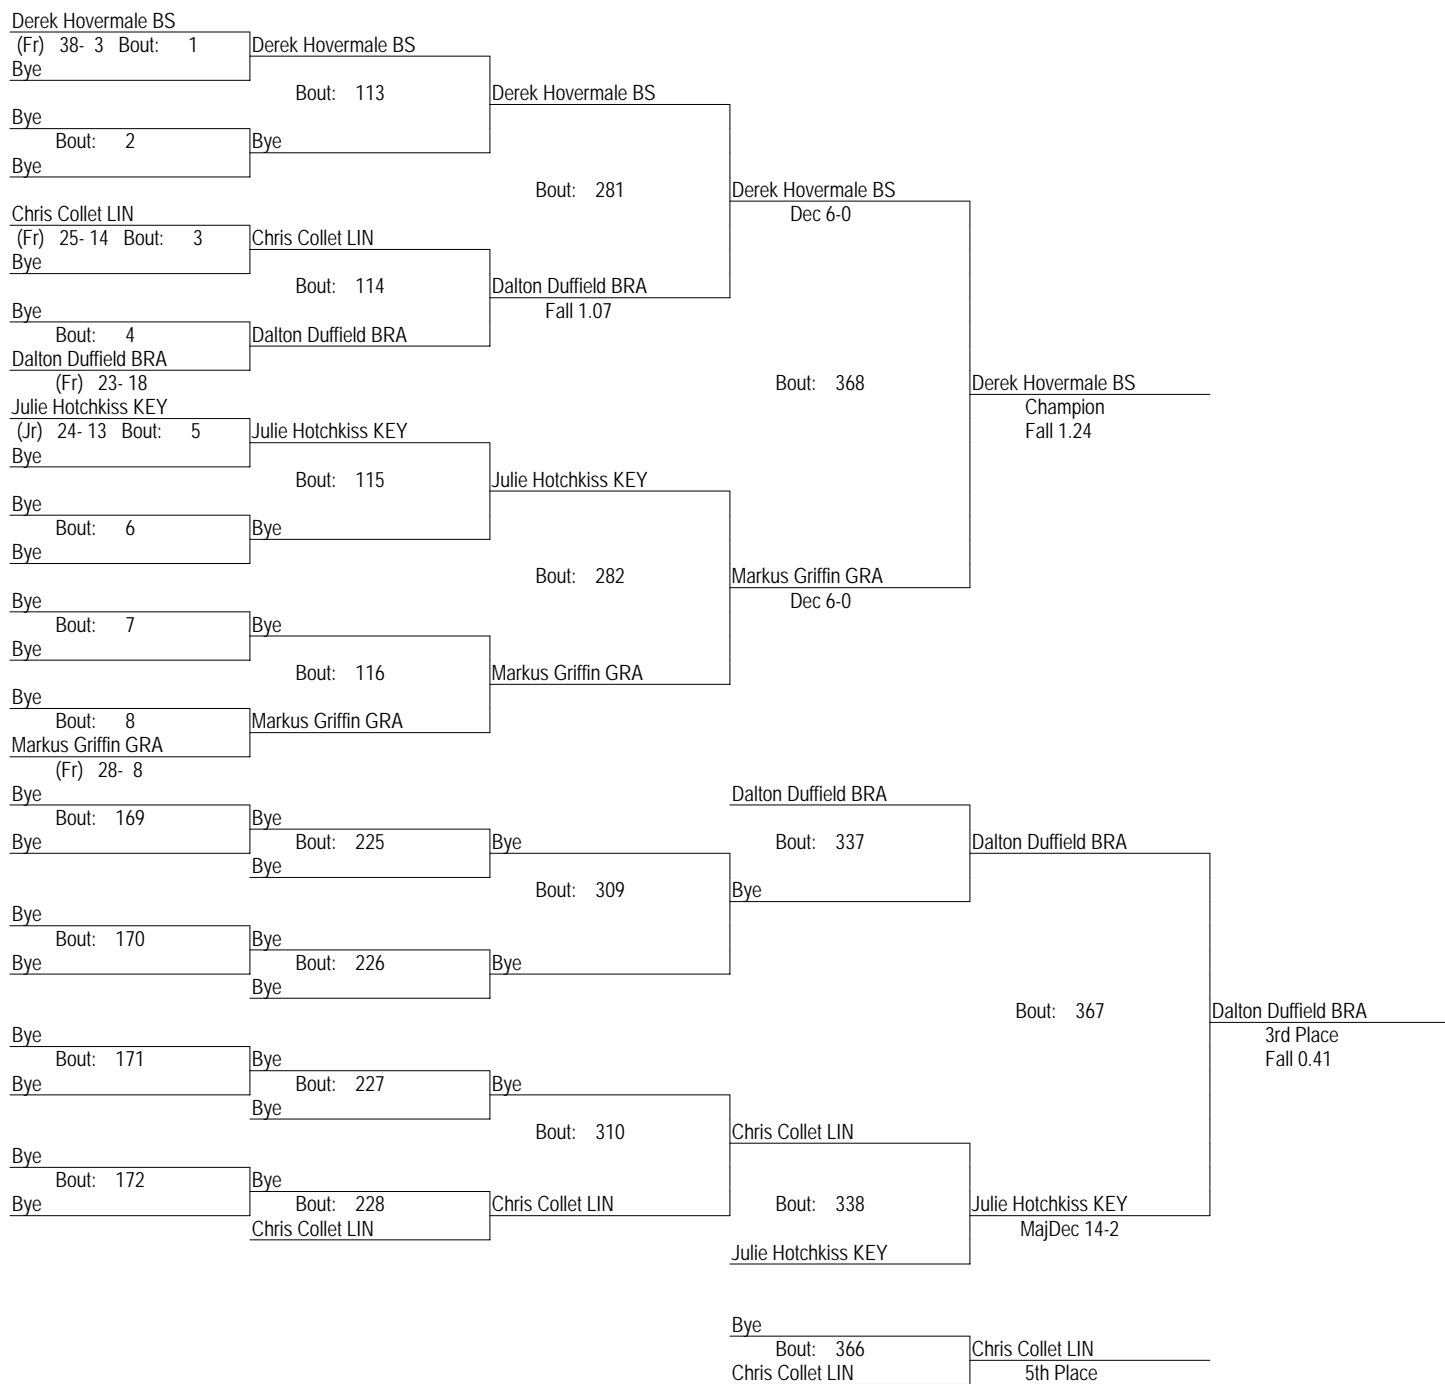 Derek Hovermale BS
(Fr) 38- 3 Bout: 1 Derek Hovermale BS
Bye
Bout: 113 Derek Hovermale BS
Bye
Bout: 2 Bye
Bye
Bout: 281 Derek Hovermale BS
Chris Collet LIN Dec 6-0
(Fr) 25- 14 Bout: 3 Chris Collet LIN
Bye
Bout: 114 Dalton Duffield BRA
Bye Fall 1.07
Bout: 4 Dalton Duffield BRA
Dalton Duffield BRA
(Fr) 23- 18 Bout: 368 Derek Hovermale BS
Julie Hotchkiss KEY Champion
(Jr) 24- 13 Bout: 5 Julie Hotchkiss KEY Fall 1.24
Bye
Bout: 115 Julie Hotchkiss KEY
Bye
Bout: 6 Bye
Bye
Bout: 282 Markus Griffin GRA
Bye Dec 6-0
Bout: 7 Bye
Bye
Bout: 116 Markus Griffin GRA
Bye
Bout: 8 Markus Griffin GRA
Markus Griffin GRA
(Fr) 28- 8
Bye Dalton Duffield BRA
Bout: 169 Bye
Bye Bout: 225 Bye Bout: 337 Dalton Duffield BRA
Bye
Bout: 309 Bye
Bye
Bout: 170 Bye
Bye Bout: 226 Bye
Bye
Bout: 367 Dalton Duffield BRA
Bye 3rd Place
Bout: 171 Bye Fall 0.41
Bye Bout: 227 Bye
Bye
Bout: 310 Chris Collet LIN
Bye
Bout: 172 Bye
Bye Bout: 228 Chris Collet LIN Bout: 338 Julie Hotchkiss KEY
Chris Collet LIN MajDec 14-2
Julie Hotchkiss KEY
Bye
Bout: 366 Chris Collet LIN
Chris Collet LIN 5th Place